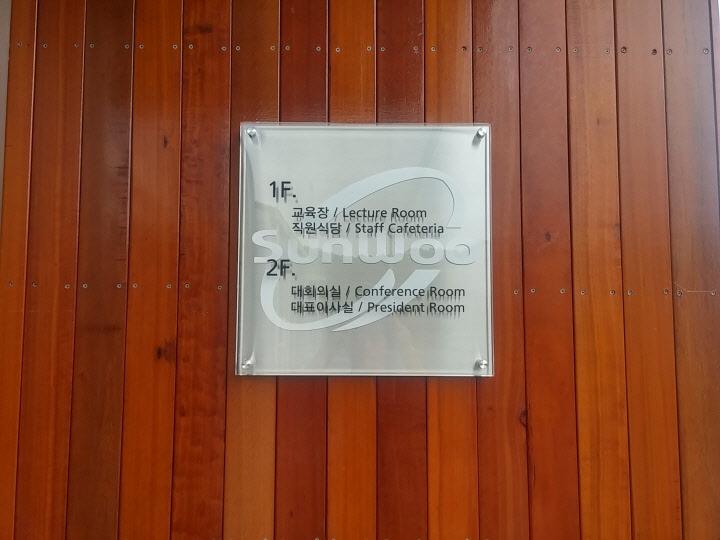 1F.
교육장 / Lecture Room
직원식당 / Staff Cafeteria
Sunwoo
2F.
대회의실 / Conference Room
대표이사실 / President Room